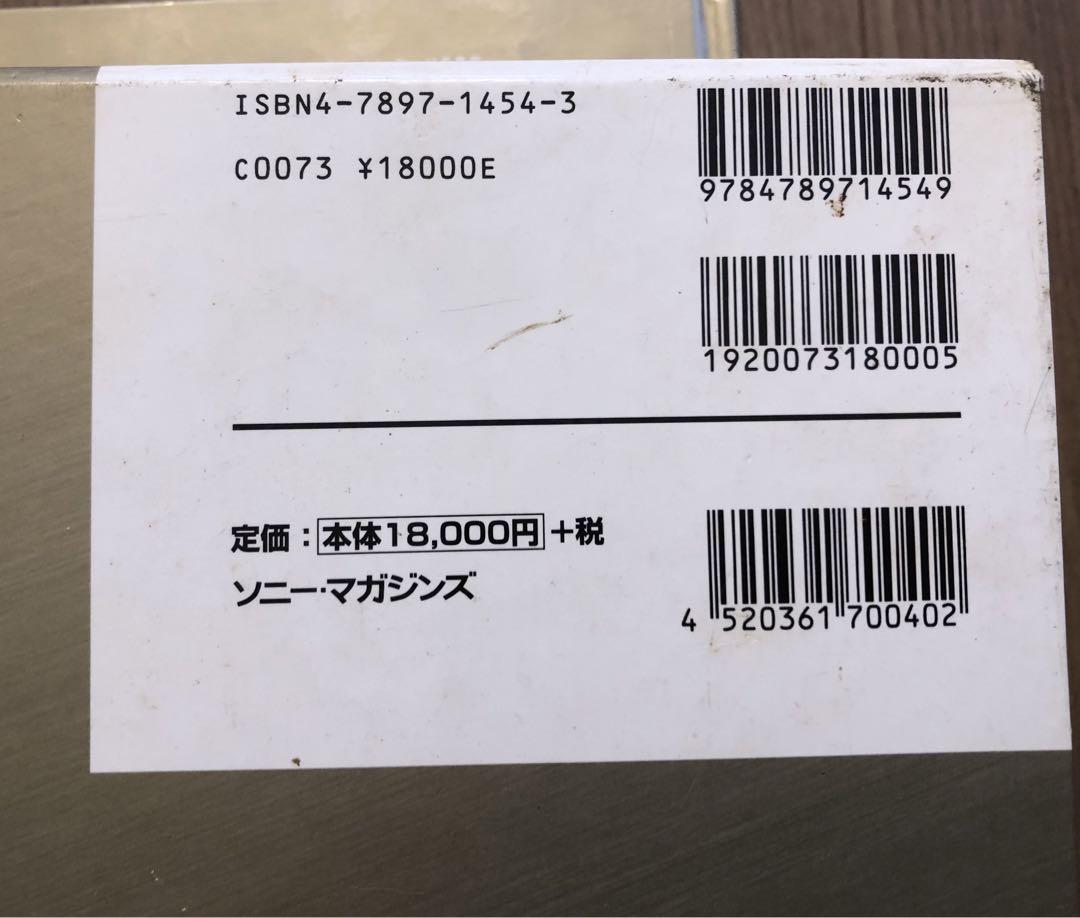 ISBN4-7897-1454-3
C0073 ¥18000E
9784789714549
1920073180005
定価：本体18,000円+税
ソニー・マガジンズ
4 520361 700402